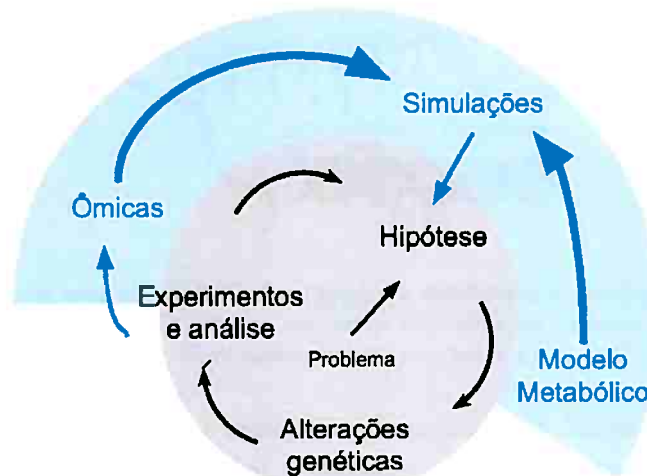 Simulações
Ômicas
Hipótese
Experimentos
e análise
Problema
Modelo
Metabólico
Alterações
genéticas